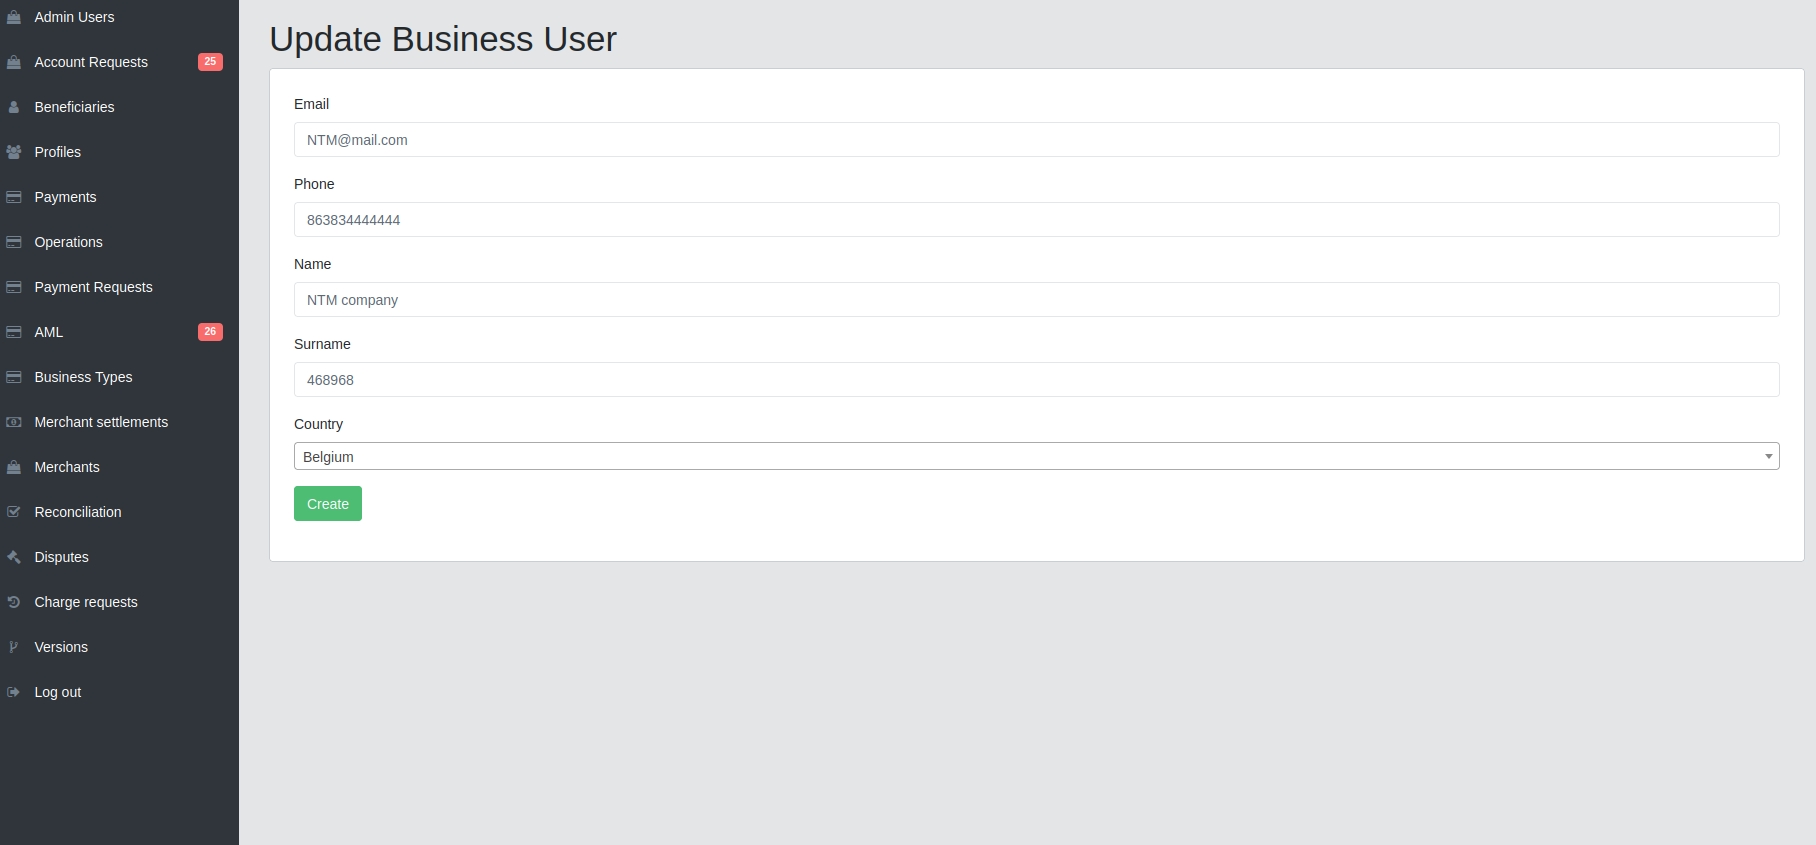 Admin Users
Account Requests 25
Beneficiaries
Profiles
Payments
Operations
Payment Requests
AML 26
Business Types
Merchant settlements
Merchants
Reconciliation
Disputes
Charge requests
Versions
Log out
Update Business User
Email
NTM@mail.com
Phone
863834444444
Name
NTM company
Surname
468968
Country
Belgium
Create